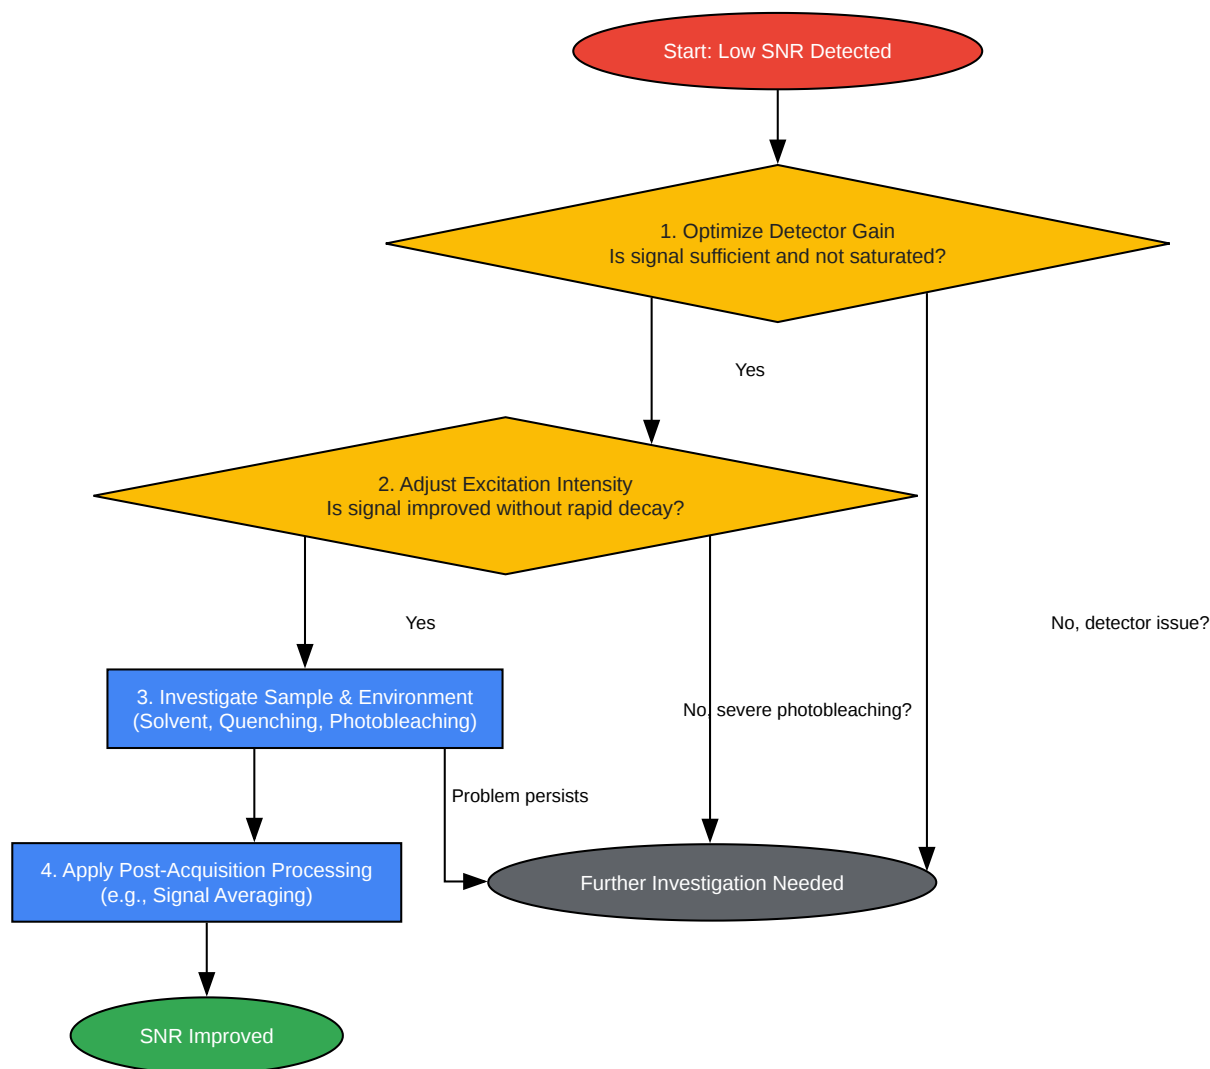 Start: Low SNR Detected
1. Optimize Detector Gain
Is signal sufficient and not saturated?
Yes
2. Adjust Excitation Intensity
Is signal improved without rapid decay?
Yes
No, detector issue?
3. Investigate Sample & Environment
(Solvent, Quenching, Photobleaching)
No, severe photobleaching?
Problem persists
4. Apply Post-Acquisition Processing
(e.g., Signal Averaging)
Further Investigation Needed
SNR Improved